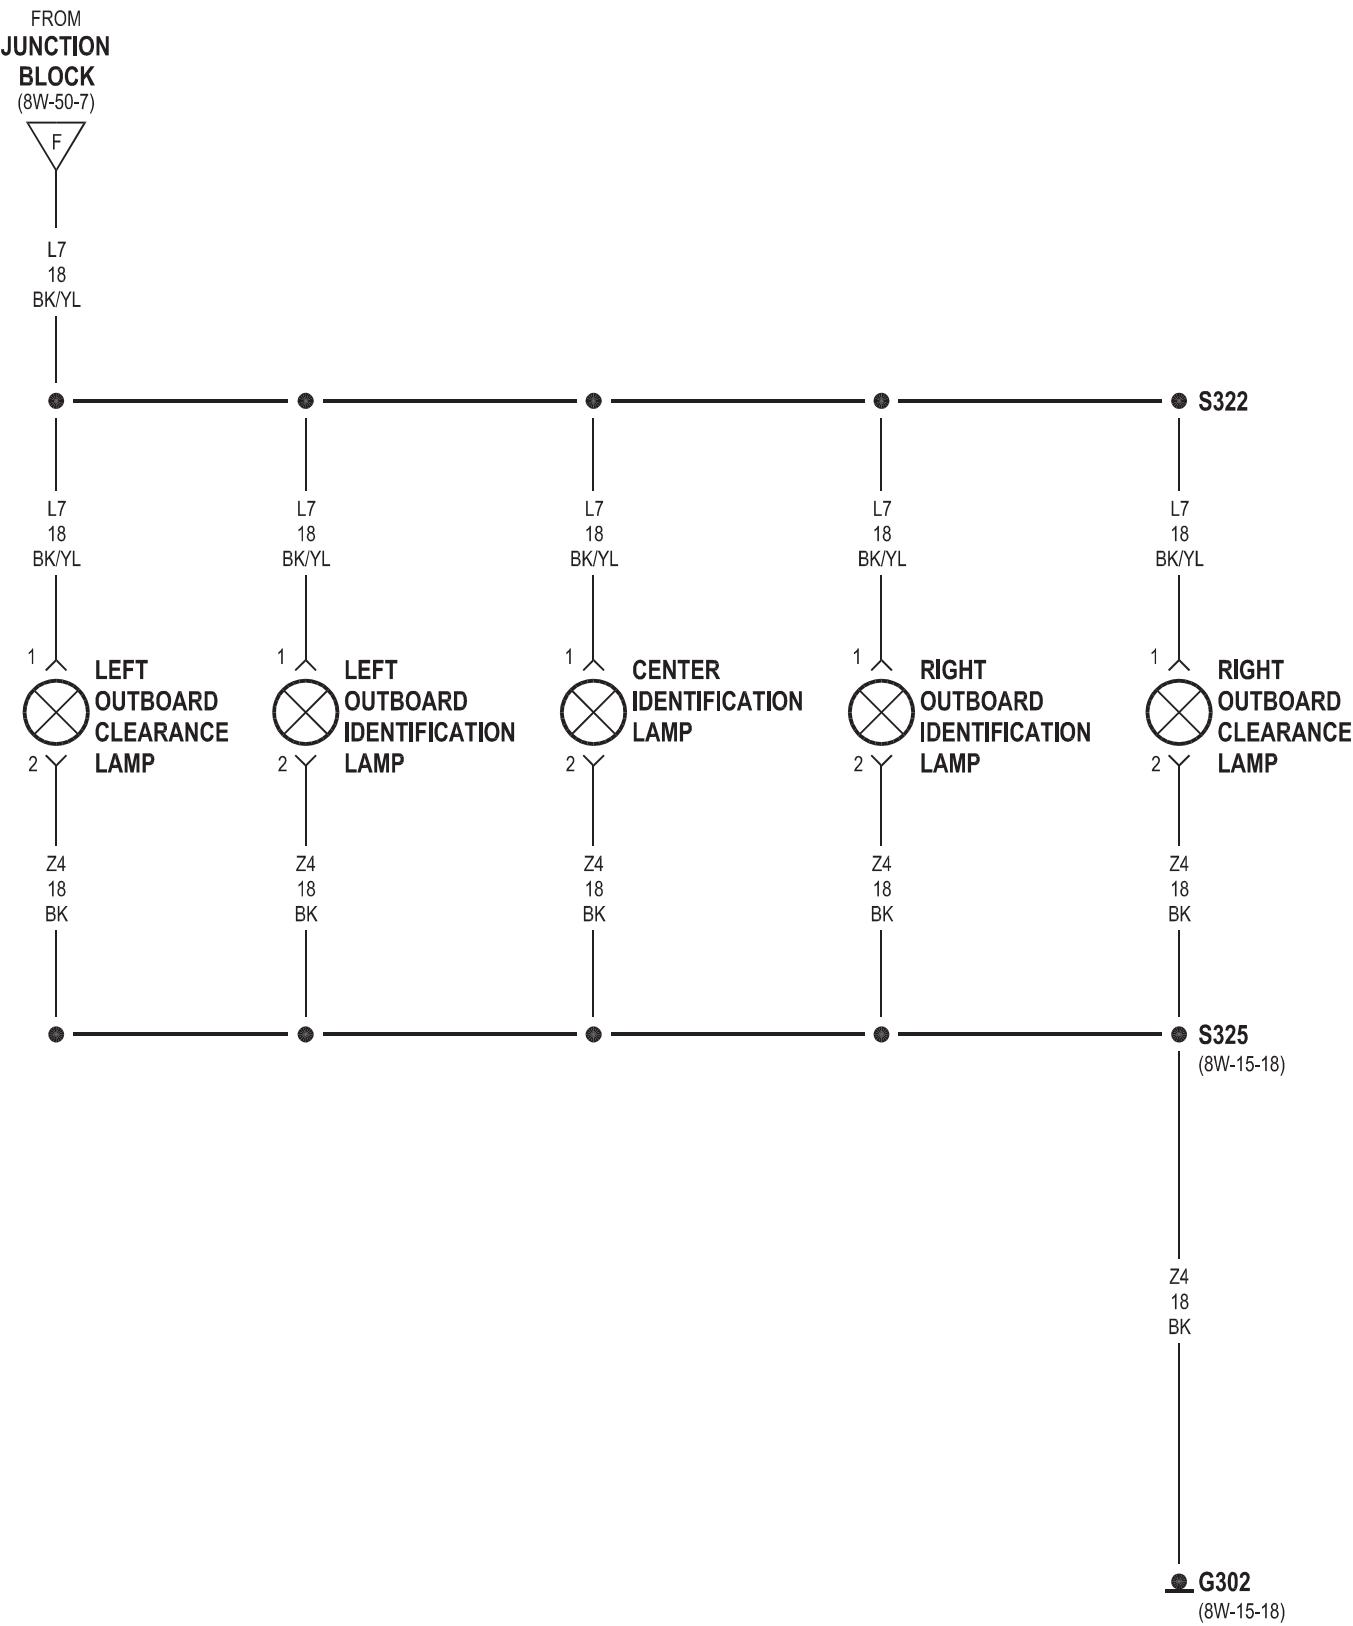 FROM
JUNCTION
BLOCK
(8W-50-7)
F
L7
18
BK/YL
S322
L7
18
BK/YL
L7
18
BK/YL
L7
18
BK/YL
L7
18
BK/YL
L7
18
BK/YL
1
LEFT
OUTBOARD
CLEARANCE
LAMP
2
1
LEFT
OUTBOARD
IDENTIFICATION
LAMP
2
1
CENTER
IDENTIFICATION
LAMP
2
1
RIGHT
OUTBOARD
IDENTIFICATION
LAMP
2
1
RIGHT
OUTBOARD
CLEARANCE
LAMP
2
Z4
18
BK
Z4
18
BK
Z4
18
BK
Z4
18
BK
Z4
18
BK
S325
(8W-15-18)
Z4
18
BK
G302
(8W-15-18)